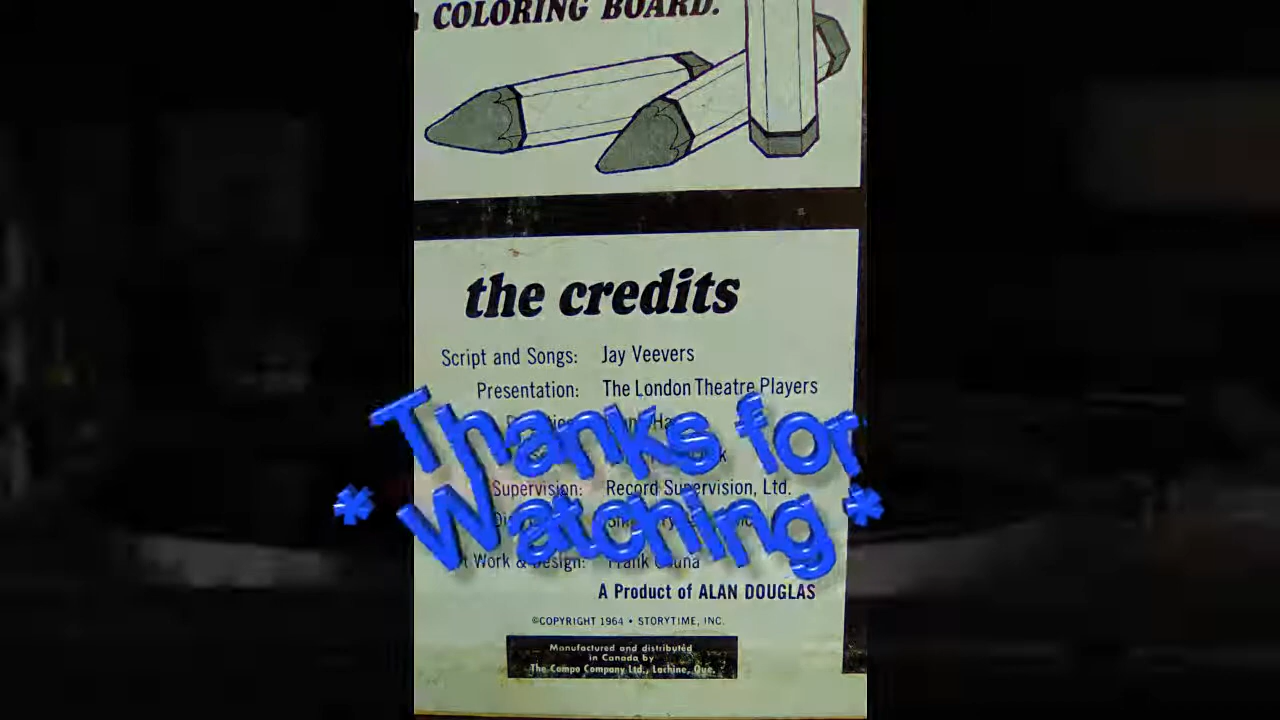 COLORING BOARD.
the credits
Script and Songs: Jay Veevers
Presentation: The London Theatre Players
Thanks for
Supervision: Record Supervision, Ltd.
* Watching *
Work & Design: Frank
A Product of ALAN DOUGLAS
©COPYRIGHT 1964 • STORYTIME, INC.
Manufactured and distributed
in Canada by
The Compo Company Ltd., Lachine, Que.